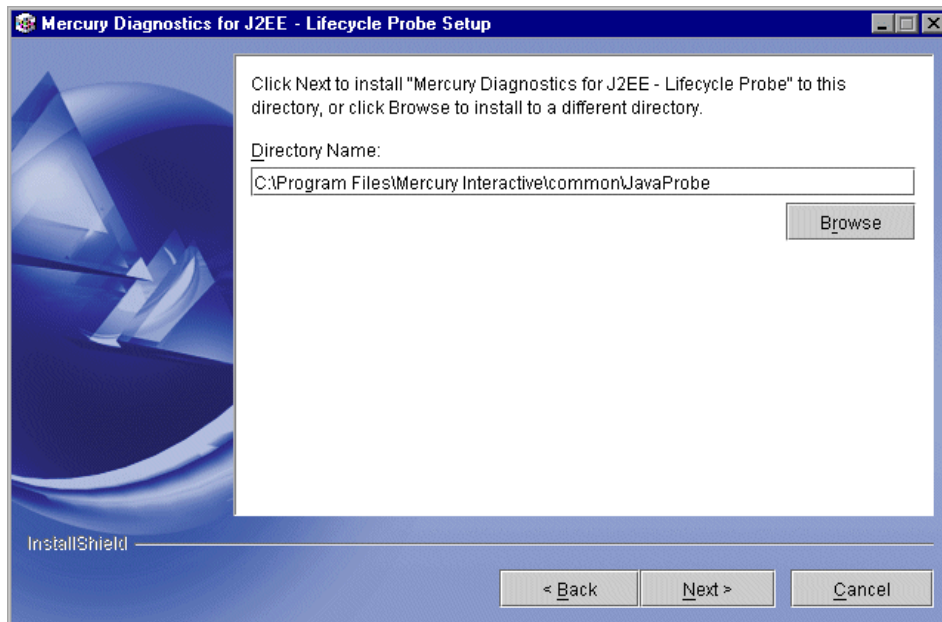 Mercury Diagnostics for J2EE - Lifecycle Probe Setup
Click Next to install "Mercury Diagnostics for J2EE - Lifecycle Probe" to this
directory, or click Browse to install to a different directory.
Directory Name:
C:\Program Files\Mercury Interactive\common\JavaProbe
Browse
InstallShield
< Back
Next >
Cancel